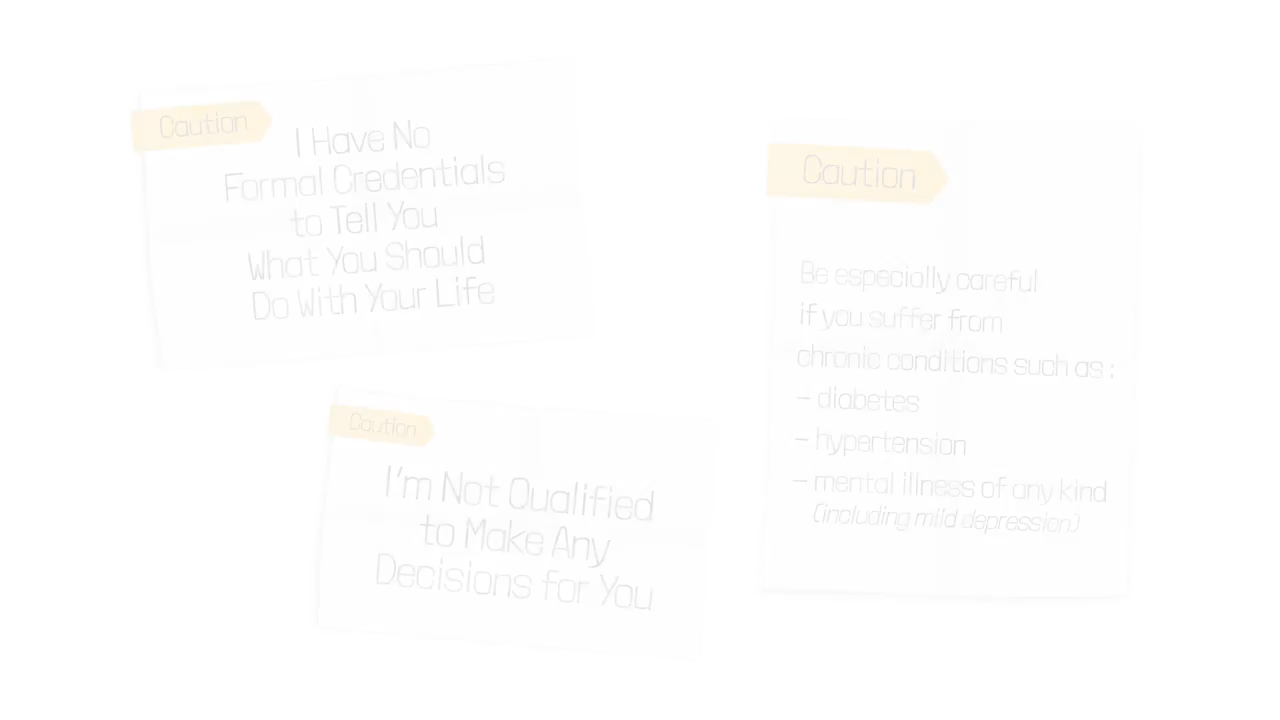 Caution
I Have No
Formal Credentials
to Tell You
What You Should
Do With Your Life
Caution
I'm Not Qualified
to Make Any
Decisions for You
Caution
Be especially careful
if you suffer from
chronic conditions such as :
– diabetes
– hypertension
– mental illness of any kind
(including mild depression)